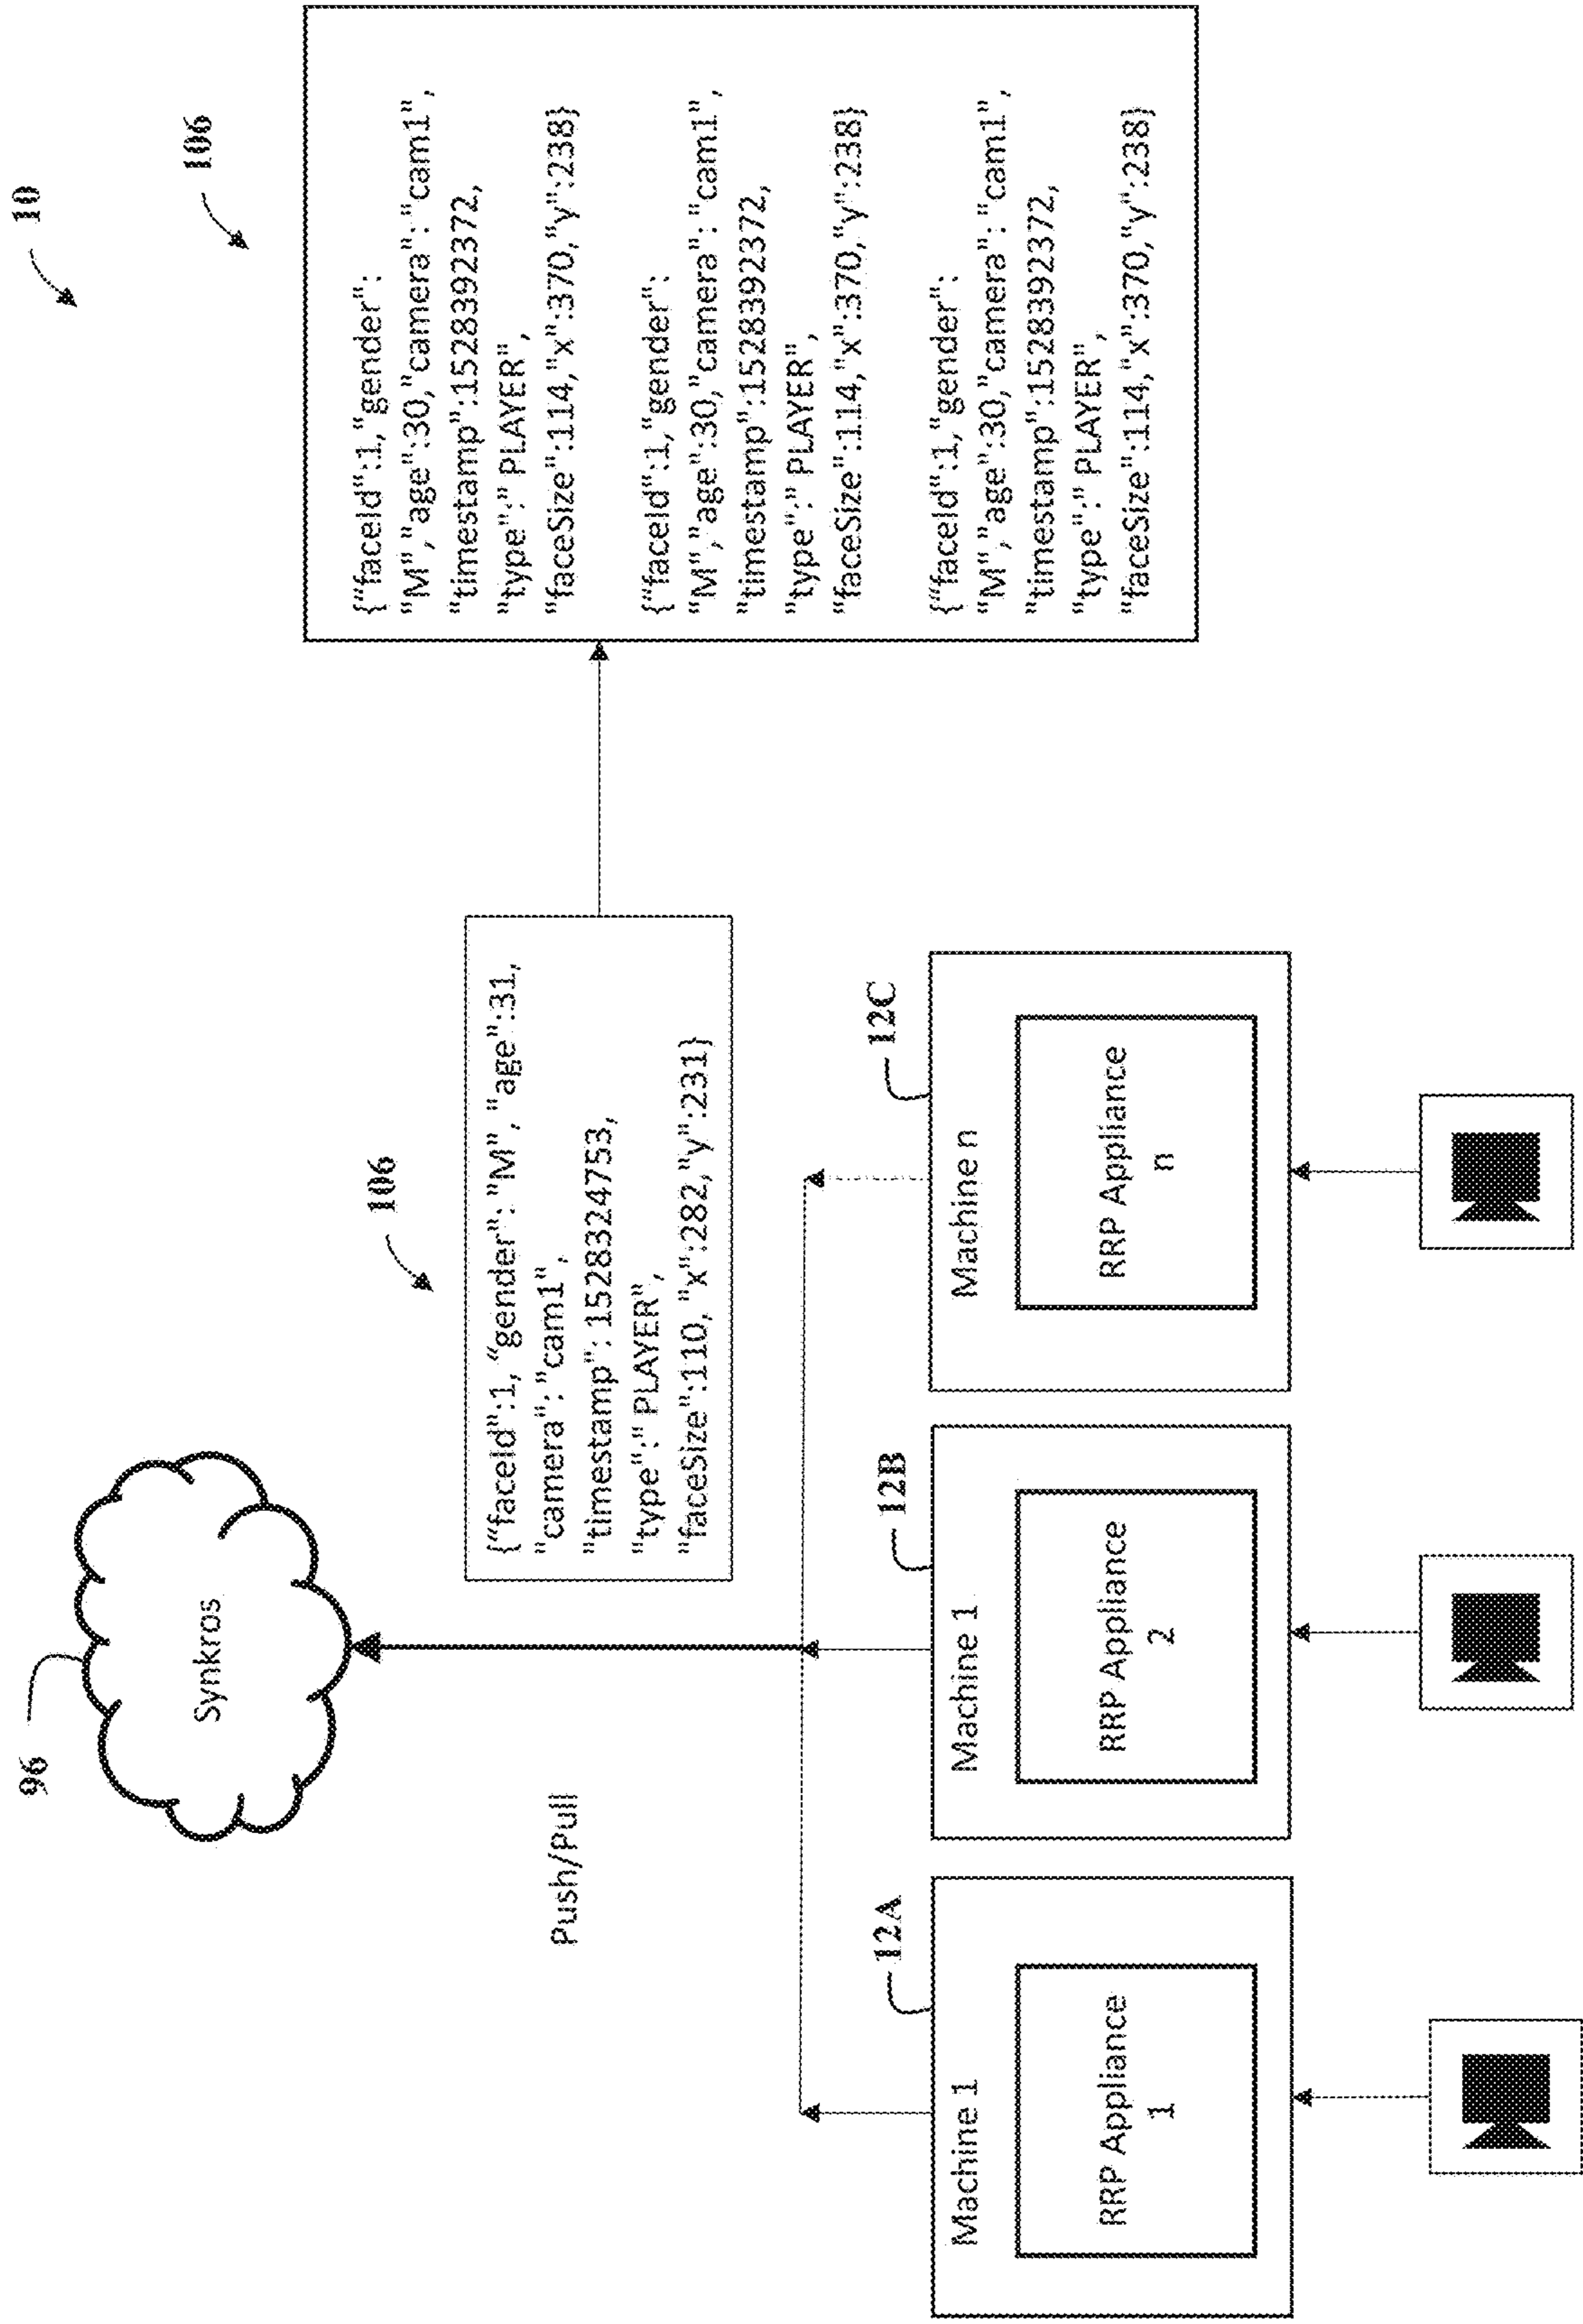 10
106
96
Synkros
Push/Pull
106
{"faceId":1, "gender": "M", "age":31,
"camera": "cam1",
"timestamp": 1528324753,
"type":" PLAYER",
"faceSize":110, "x":282, "y":231}
{"faceId":1,"gender":
"M","age":30,"camera":"cam1",
"timestamp":1528392372,
"type":" PLAYER",
"faceSize":114,"x":370,"y":238}
{"faceId":1,"gender":
"M","age":30,"camera": "cam1",
"timestamp":1528392372,
"type":" PLAYER",
"faceSize":114,"x":370,"y":238}
{"faceId":1,"gender":
"M","age":30,"camera":"cam1",
"timestamp":1528392372,
"type":" PLAYER",
"faceSize":114,"x":370,"y":238}
12A
Machine 1
RRP Appliance
1
12B
Machine 1
RRP Appliance
2
12C
Machine n
RRP Appliance
n